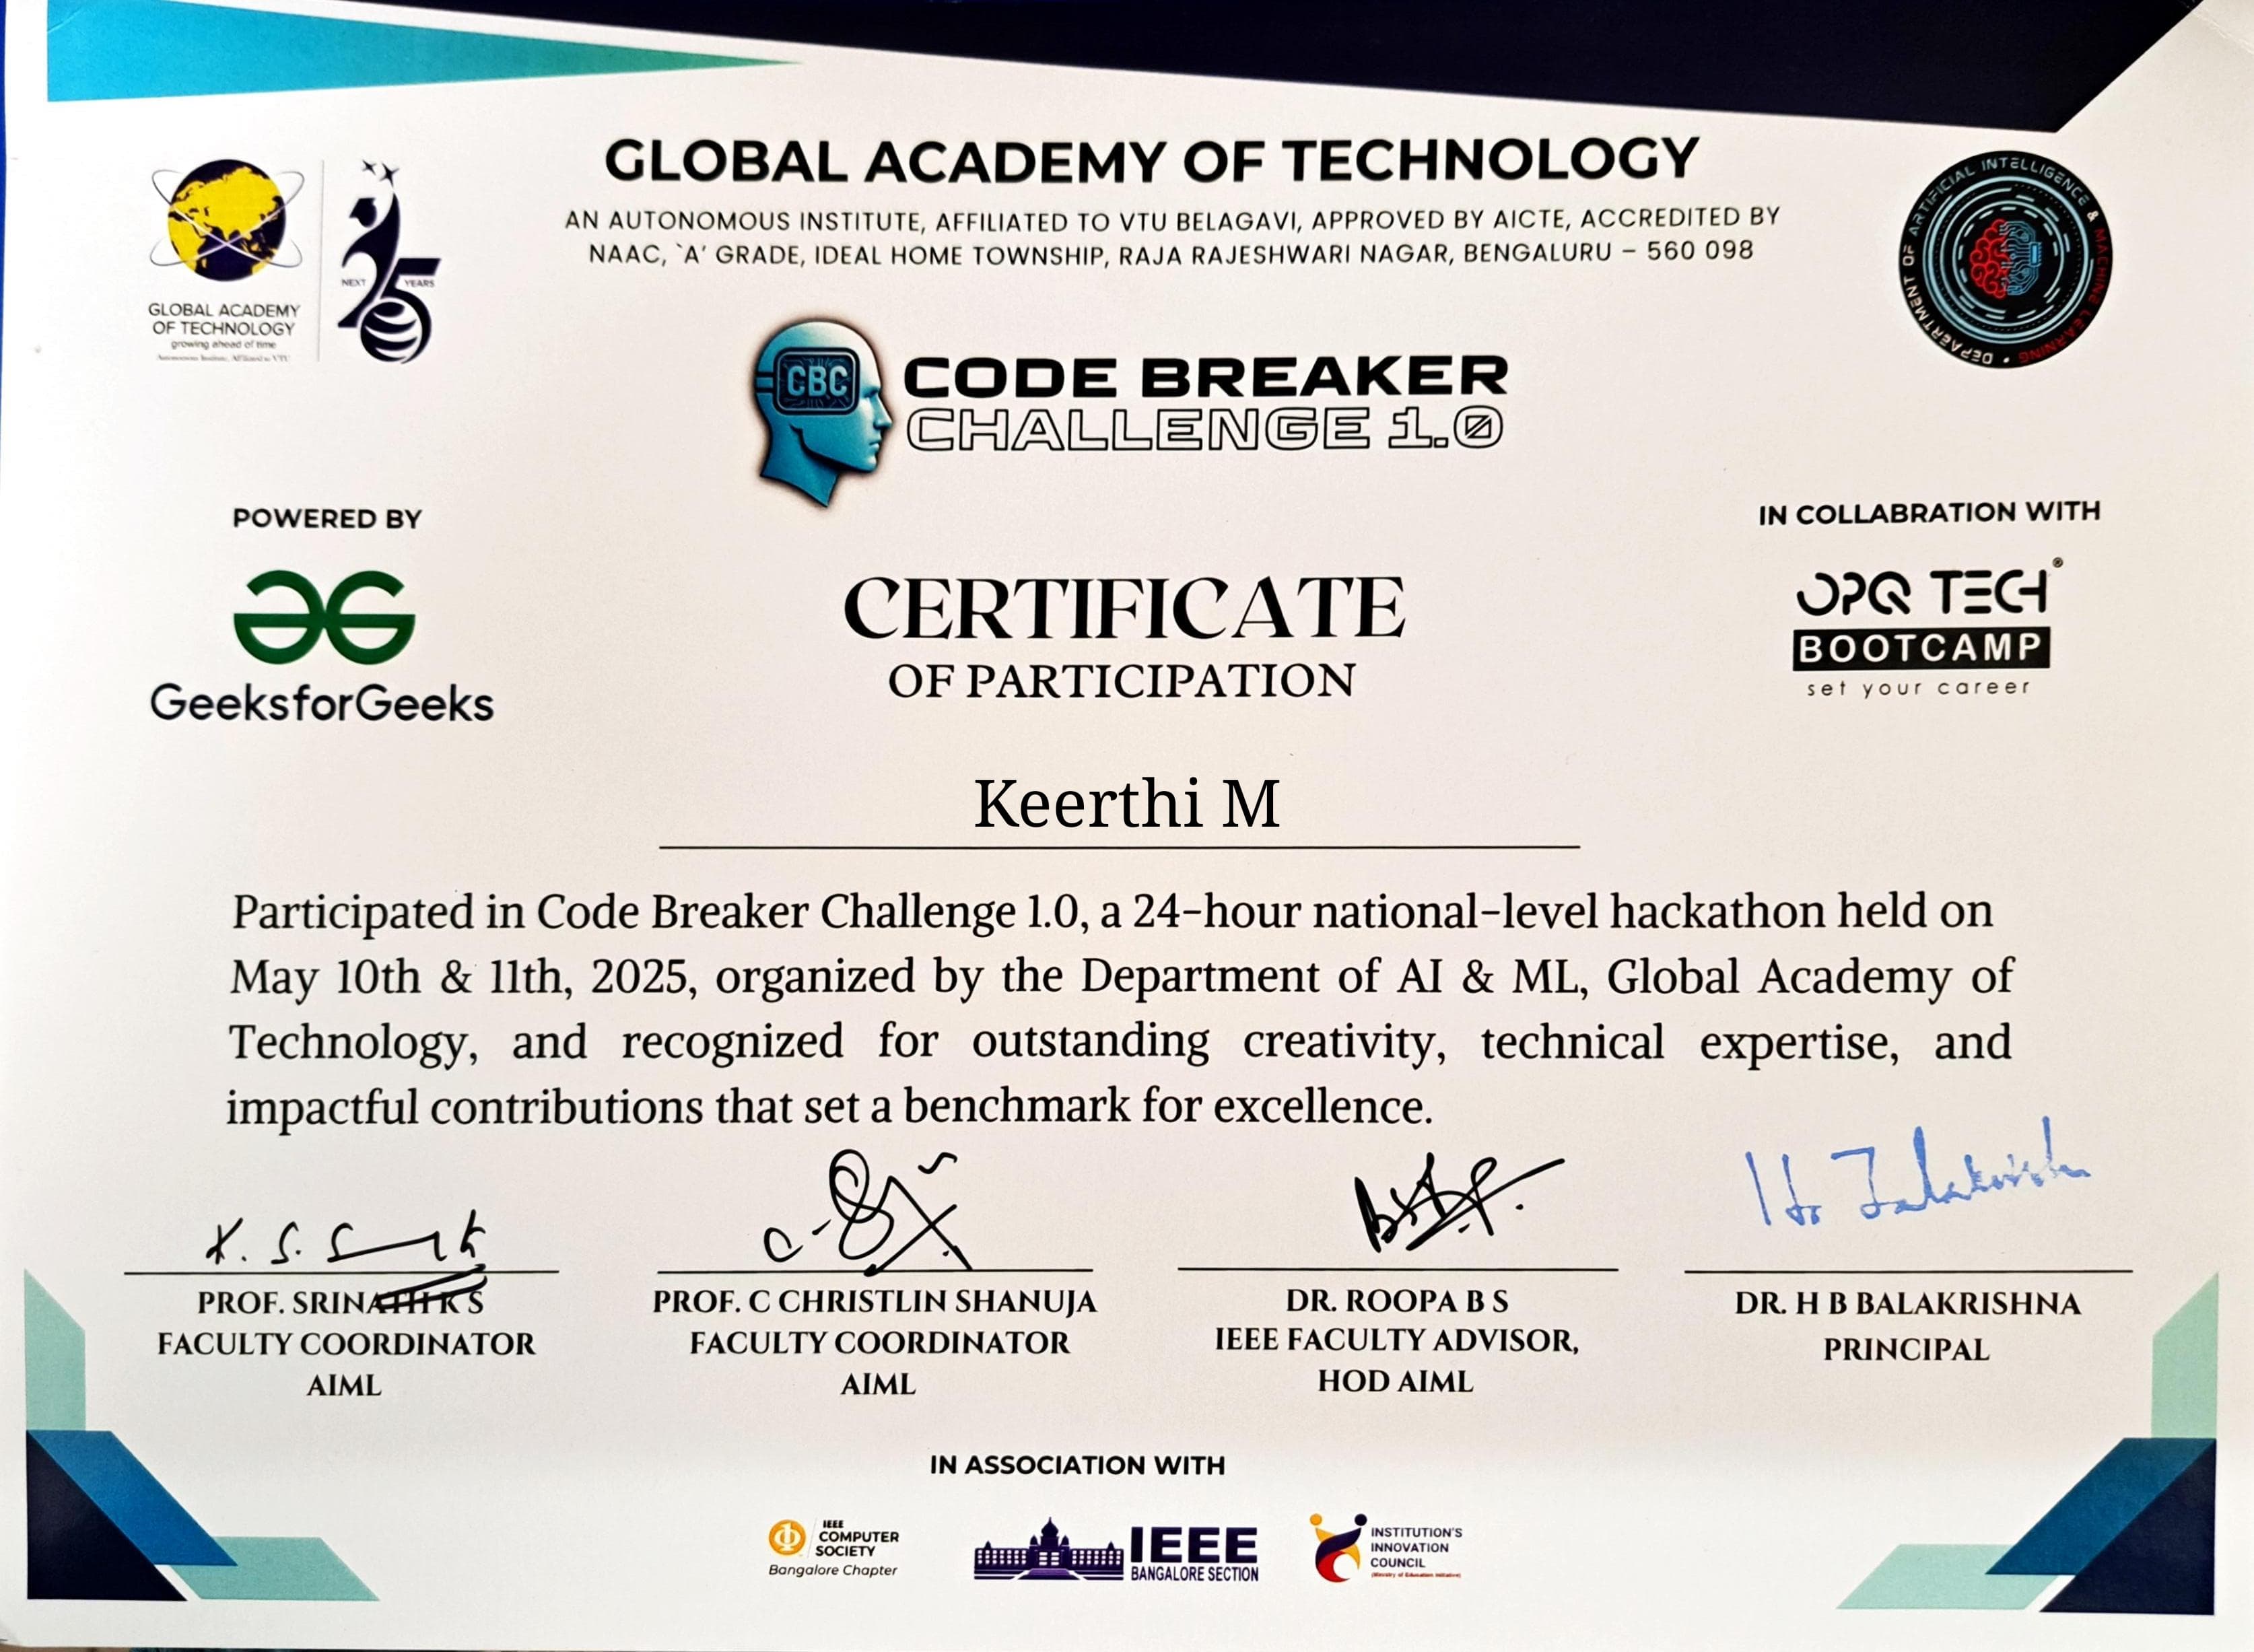 GLOBAL ACADEMY OF TECHNOLOGY
AN AUTONOMOUS INSTITUTE, AFFILIATED TO VTU BELAGAVI, APPROVED BY AICTE, ACCREDITED BY
NAAC, `A' GRADE, IDEAL HOME TOWNSHIP, RAJA RAJESHWARI NAGAR, BENGALURU – 560 098
GLOBAL ACADEMY
OF TECHNOLOGY
growing ahead of time
Autonomous Institute, Affiliated to VTU
NEXT 25 YEARS
DEPARTMENT OF ARTIFICIAL INTELLIGENCE & MACHINE LEARNING
CBC
CODE BREAKER
CHALLENGE 1.0
POWERED BY
GeeksforGeeks
IN COLLABRATION WITH
OPQ TECH®
BOOTCAMP
set your career
CERTIFICATE
OF PARTICIPATION
Keerthi M
Participated in Code Breaker Challenge 1.0, a 24-hour national-level hackathon held on
May 10th & 11th, 2025, organized by the Department of AI & ML, Global Academy of
Technology, and recognized for outstanding creativity, technical expertise, and
impactful contributions that set a benchmark for excellence.
PROF. SRINATH K S
FACULTY COORDINATOR
AIML
PROF. C CHRISTLIN SHANUJA
FACULTY COORDINATOR
AIML
DR. ROOPA B S
IEEE FACULTY ADVISOR,
HOD AIML
DR. H B BALAKRISHNA
PRINCIPAL
IN ASSOCIATION WITH
IEEE
COMPUTER
SOCIETY
Bangalore Chapter
IEEE
BANGALORE SECTION
INSTITUTION'S
INNOVATION
COUNCIL
(Ministry of Education Initiative)